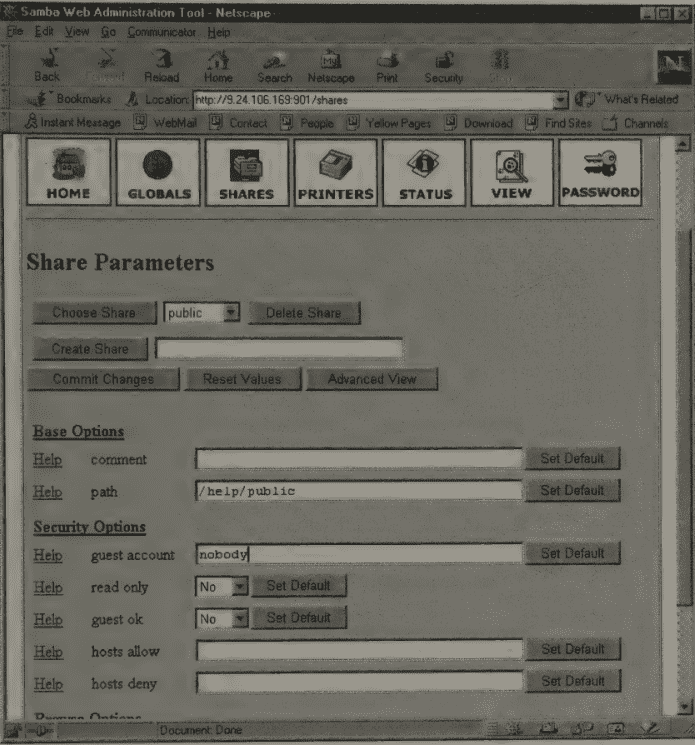 Samba Web Administration Tool - Netscape
File Edit View Go Communicator Help
Back Forward Reload Home Search Netscape Print Security Stop
Bookmarks Location: http://9.24.106.169:901/shares What's Related
Instant Message WebMail Contact People Yellow Pages Download Find Sites Channels
HOME GLOBALS SHARES PRINTERS STATUS VIEW PASSWORD
Share Parameters
Choose Share public Delete Share
Create Share
Commit Changes Reset Values Advanced View
Base Options
Help comment Set Default
Help path /help/public Set Default
Security Options
Help guest account nobody Set Default
Help read only No Set Default
Help guest ok No Set Default
Help hosts allow Set Default
Help hosts deny Set Default
Browse Options
Document: Done